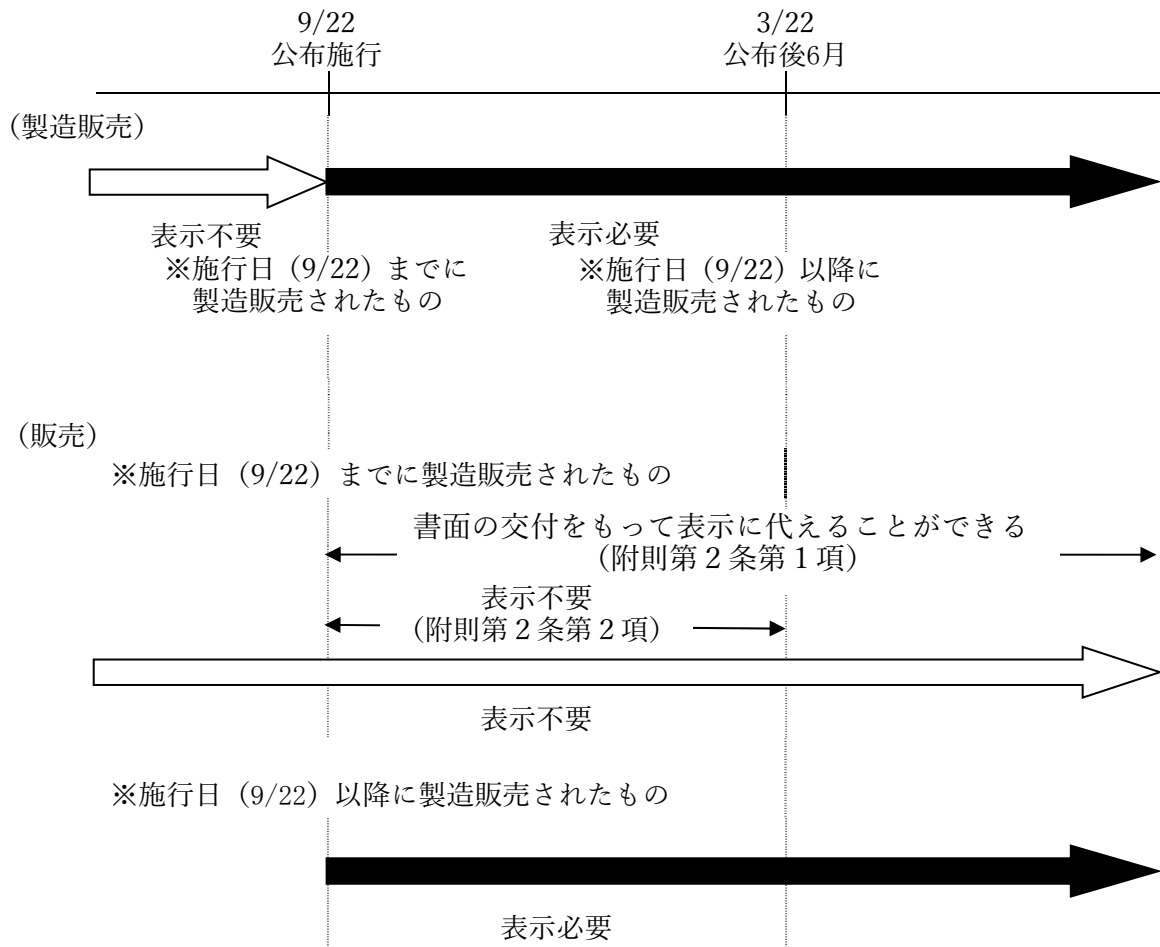 9/22
公布施行
3/22
公布後6月
（製造販売）
表示不要
※施行日（9/22）までに
製造販売されたもの
表示必要
※施行日（9/22）以降に
製造販売されたもの
（販売）
※施行日（9/22）までに製造販売されたもの
書面の交付をもって表示に代えることができる
（附則第２条第１項）
表示不要
（附則第２条第２項）
表示不要
※施行日（9/22）以降に製造販売されたもの
表示必要